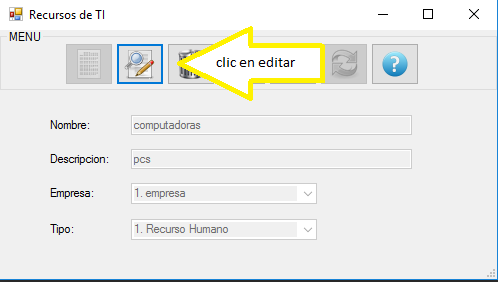 Recursos de TI
MENU
clic en editar
?
Nombre: computadoras
Descripcion: pcs
Empresa: 1. empresa
Tipo: 1. Recurso Humano